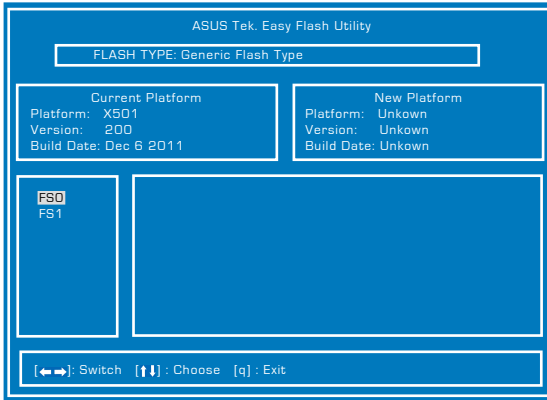 ASUS Tek. Easy Flash Utility
FLASH TYPE: Generic Flash Type
Current Platform
Platform: X501
Version: 200
Build Date: Dec 6 2011
New Platform
Platform: Unkown
Version: Unkown
Build Date: Unkown
FS0
FS1
[←→]: Switch [↑↓] : Choose [q] : Exit